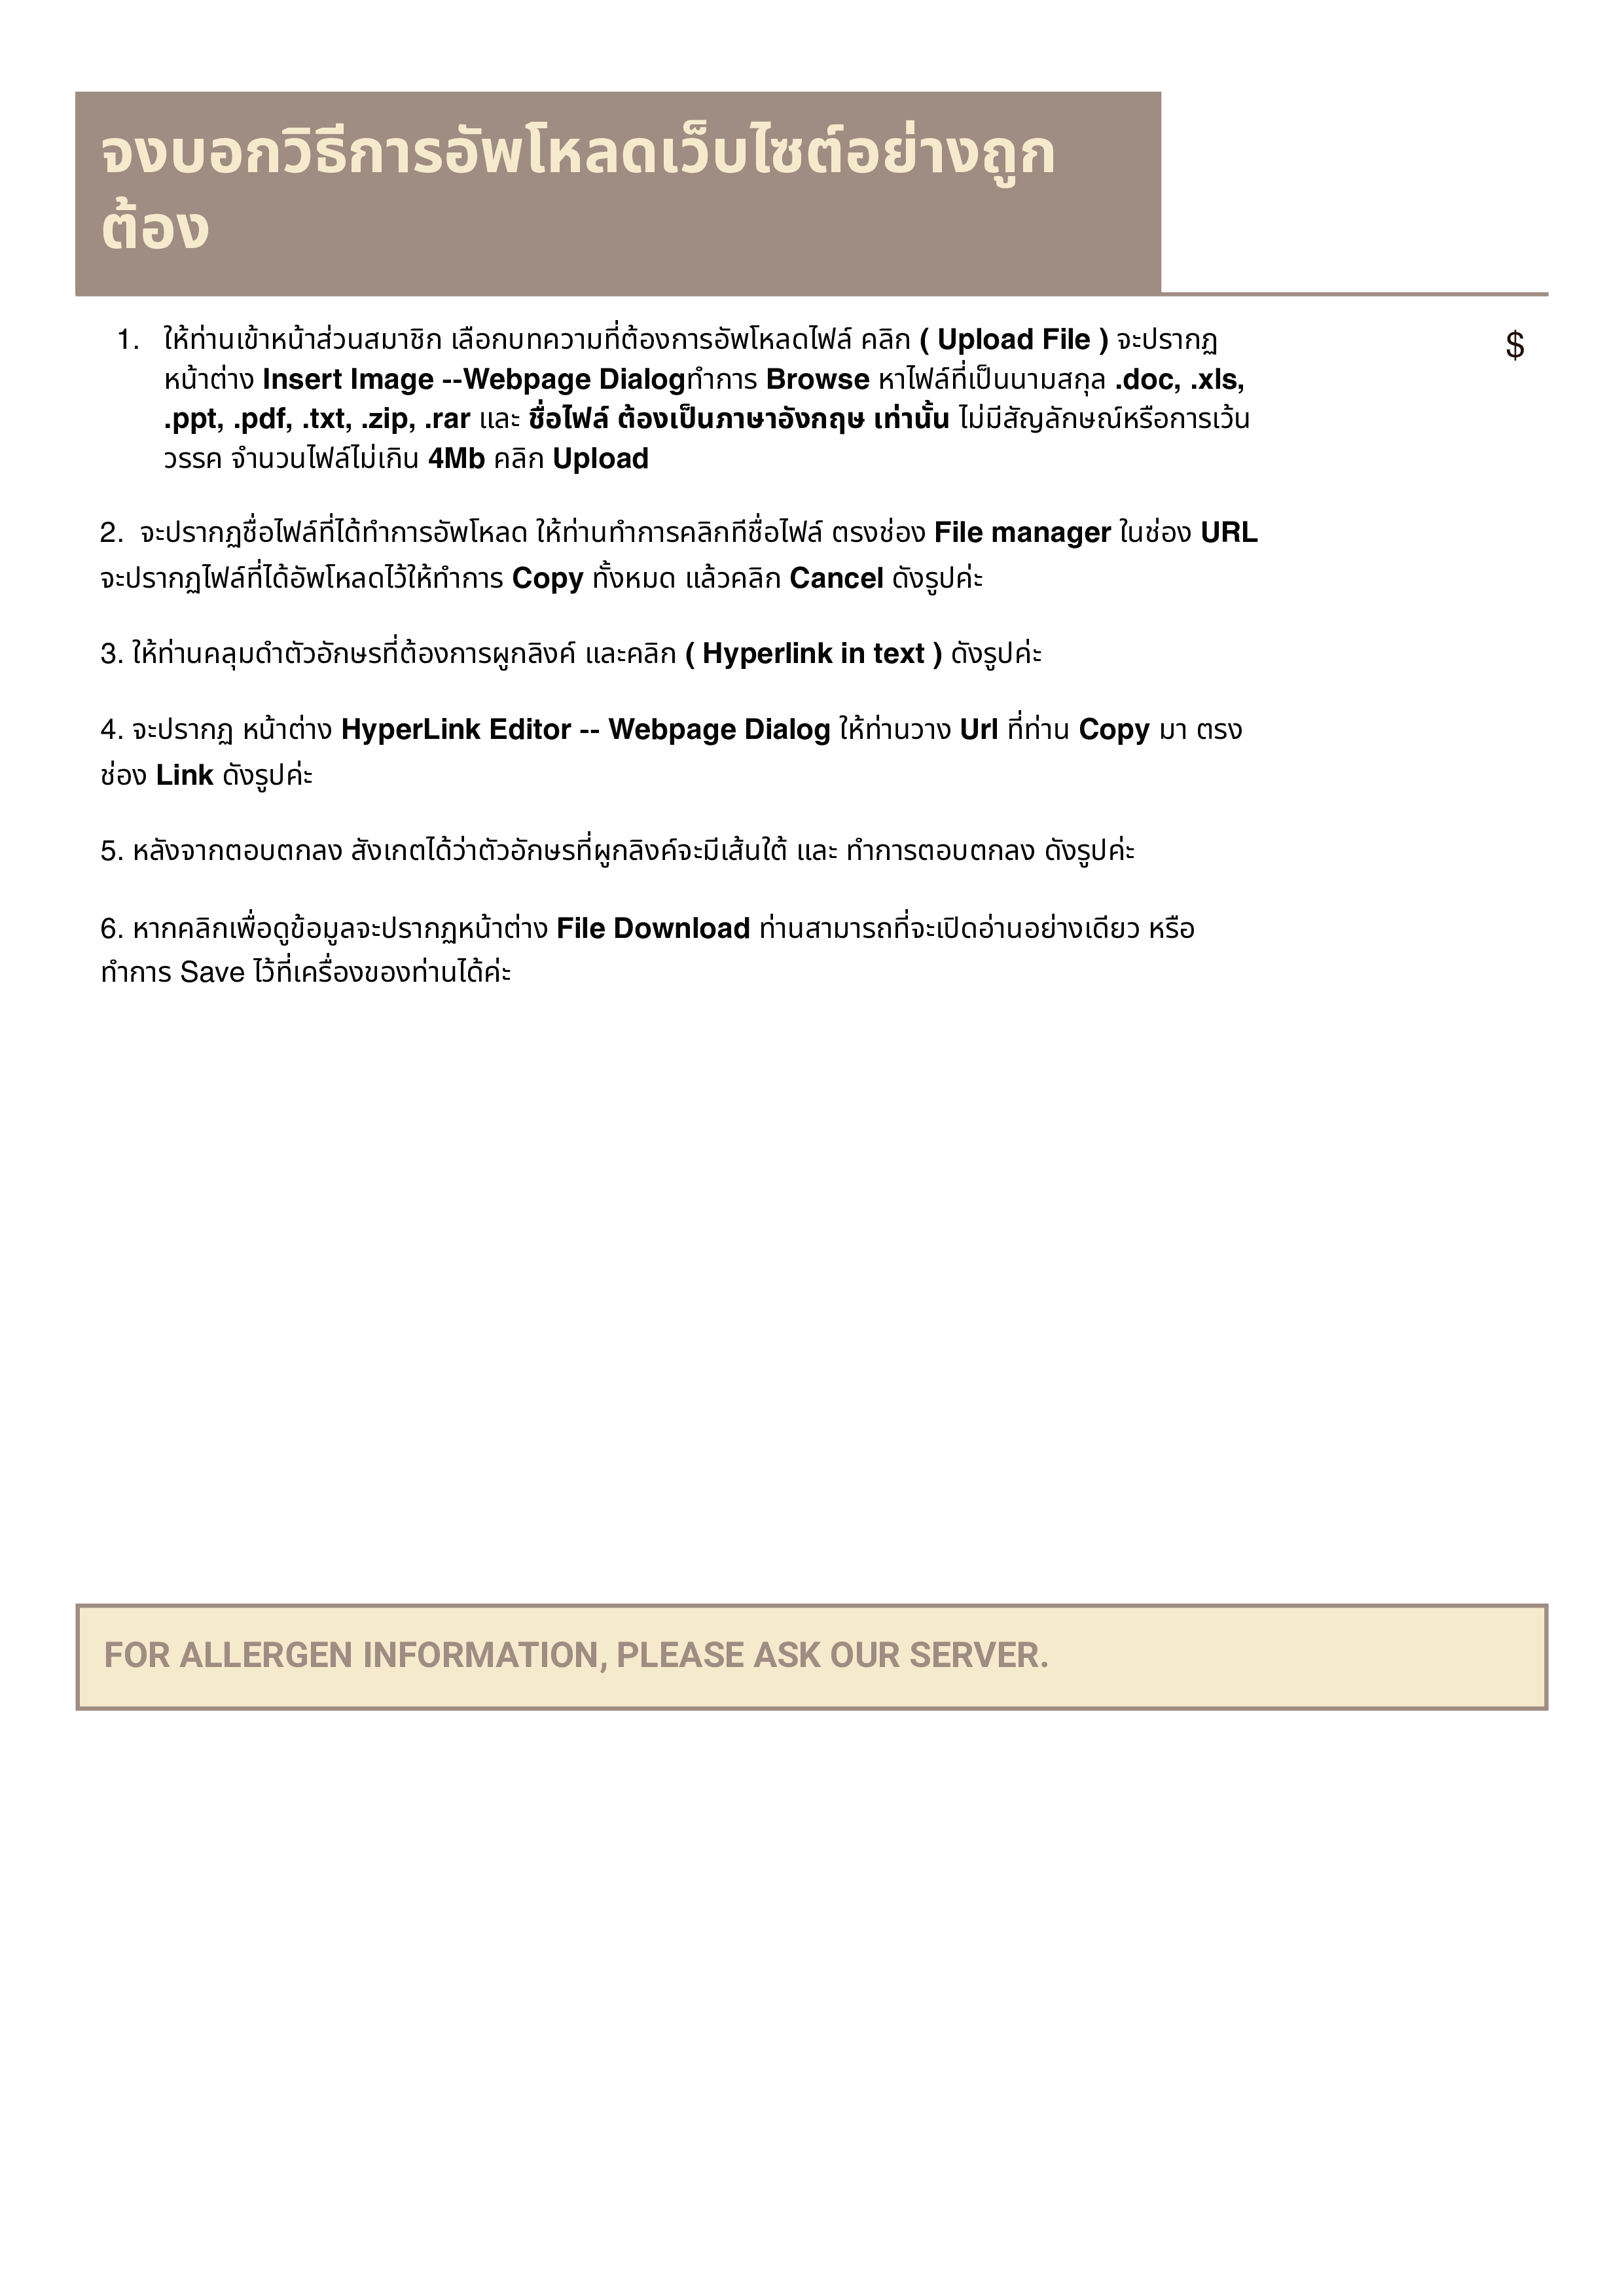 จงบอกวิธีการอัพโหลดเว็บไซต์อย่างถูก
ต้อง
1. ให้ท่านเข้าหน้าส่วนสมาชิก เลือกบทความที่ต้องการอัพโหลดไฟล์ คลิก ( Upload File ) จะปรากฏ
หน้าต่าง Insert Image --Webpage Dialogทำการ Browse หาไฟล์ที่เป็นนามสกุล .doc, .xls,
.ppt, .pdf, .txt, .zip, .rar และ ชื่อไฟล์ ต้องเป็นภาษาอังกฤษ เท่านั้น ไม่มีสัญลักษณ์หรือการเว้น
วรรค จำนวนไฟล์ไม่เกิน 4Mb คลิก Upload
$
2. จะปรากฏชื่อไฟล์ที่ได้ทำการอัพโหลด ให้ท่านทำการคลิกทีชื่อไฟล์ ตรงช่อง File manager ในช่อง URL
จะปรากฏไฟล์ที่ได้อัพโหลดไว้ให้ทำการ Copy ทั้งหมด แล้วคลิก Cancel ดังรูปค่ะ
3. ให้ท่านคลุมดำตัวอักษรที่ต้องการผูกลิงค์ และคลิก ( Hyperlink in text ) ดังรูปค่ะ
4. จะปรากฏ หน้าต่าง HyperLink Editor -- Webpage Dialog ให้ท่านวาง Url ที่ท่าน Copy มา ตรง
ช่อง Link ดังรูปค่ะ
5. หลังจากตอบตกลง สังเกตได้ว่าตัวอักษรที่ผูกลิงค์จะมีเส้นใต้ และ ทำการตอบตกลง ดังรูปค่ะ
6. หากคลิกเพื่อดูข้อมูลจะปรากฏหน้าต่าง File Download ท่านสามารถที่จะเปิดอ่านอย่างเดียว หรือ
ทำการ Save ไว้ที่เครื่องของท่านได้ค่ะ
FOR ALLERGEN INFORMATION, PLEASE ASK OUR SERVER.